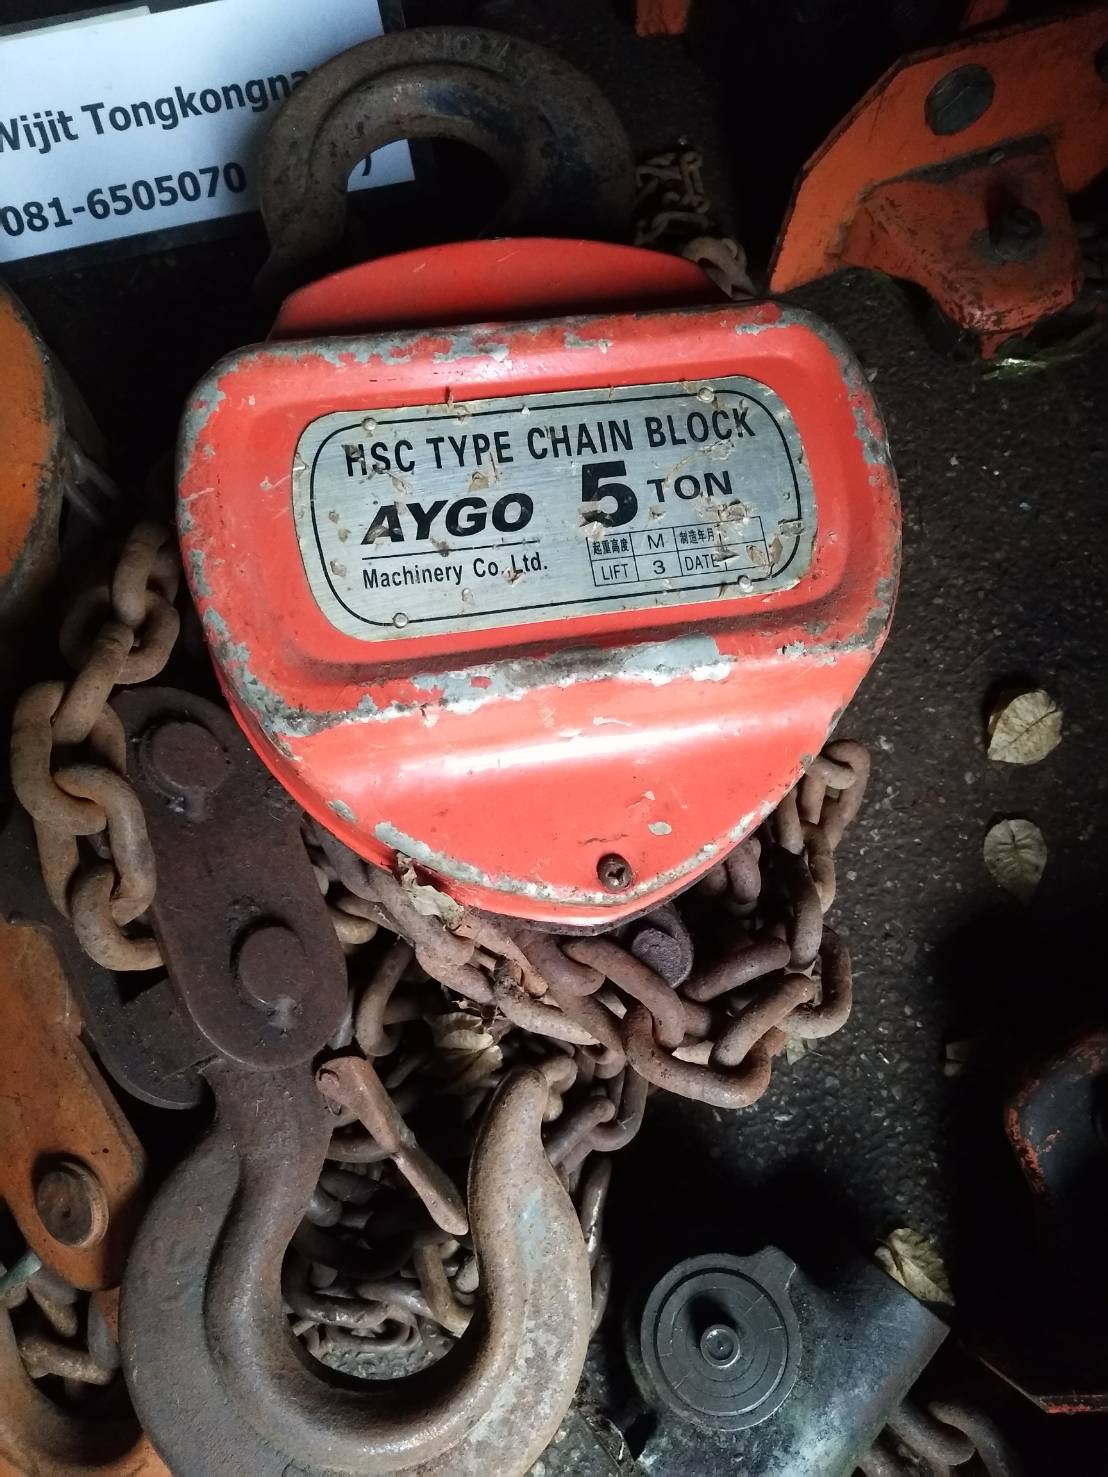 Wijit Tongkongna
081-6505070
HSC TYPE CHAIN BLOCK
AYGO 5 TON
Machinery Co.,Ltd.
起重高度 M 制造年月
LIFT 3 DATE